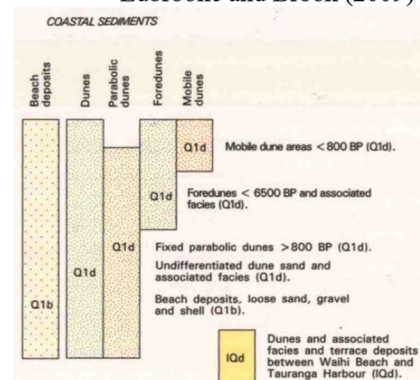 COASTAL SEDIMENTS
Beach
deposits
Dunes
Parabolic
dunes
Foredunes
Mobile
dunes
Q1d
Mobile dune areas <800 BP (Q1d).
Q1d
Foredunes < 6500 BP and associated
facies (Q1d).
Q1d
Fixed parabolic dunes >800 BP (Q1d).
Q1d
Undifferentiated dune sand and
associated facies (Q1d).
Q1b
Beach deposits, loose sand, gravel
and shell (Q1b).
IQd
Dunes and associated
facies and terrace deposits
between Waihi Beach and
Tauranga Harbour (IQd).